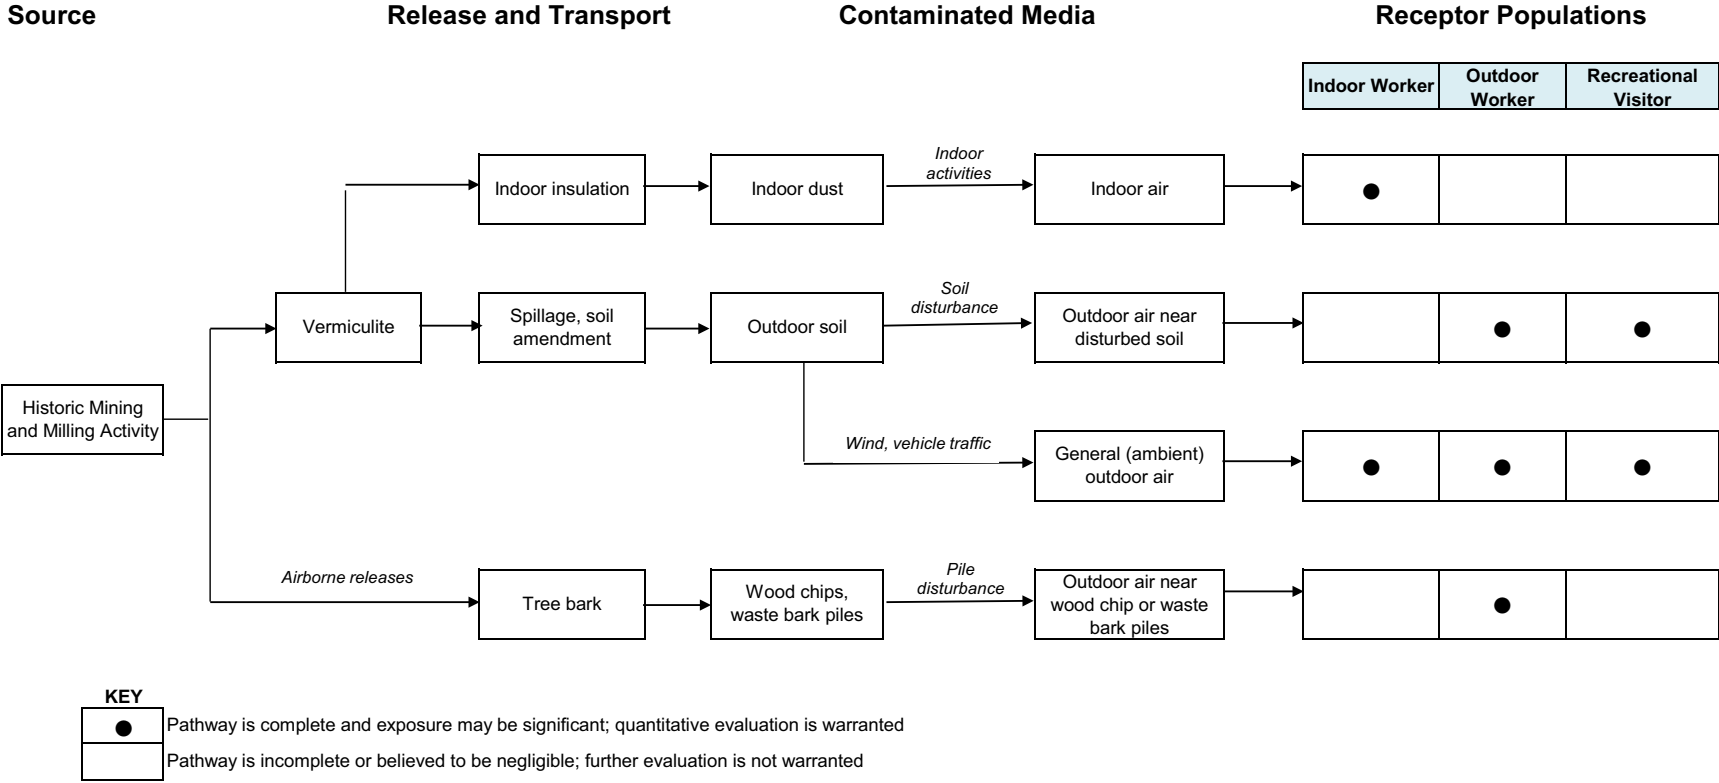 Source
Release and Transport
Contaminated Media
Receptor Populations
Indoor Worker
Outdoor
Worker
Recreational
Visitor
Indoor insulation
Indoor dust
Indoor
activities
Indoor air
Vermiculite
Spillage, soil
amendment
Outdoor soil
Soil
disturbance
Outdoor air near
disturbed soil
Historic Mining
and Milling Activity
Wind, vehicle traffic
General (ambient)
outdoor air
Airborne releases
Tree bark
Wood chips,
waste bark piles
Pile
disturbance
Outdoor air near
wood chip or waste
bark piles
KEY
Pathway is complete and exposure may be significant; quantitative evaluation is warranted
Pathway is incomplete or believed to be negligible; further evaluation is not warranted